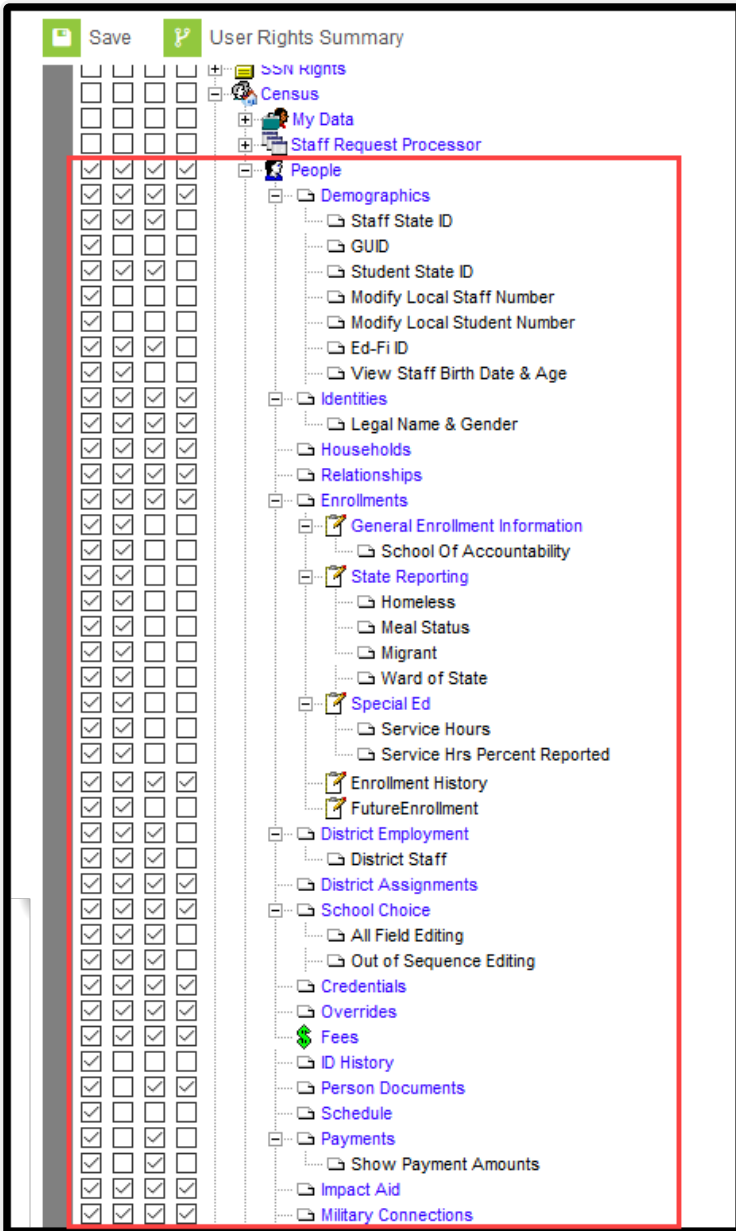 Save User Rights Summary
SSN Rights
Census
My Data
Staff Request Processor
People
Demographics
Staff State ID
GUID
Student State ID
Modify Local Staff Number
Modify Local Student Number
Ed-Fi ID
View Staff Birth Date & Age
Identities
Legal Name & Gender
Households
Relationships
Enrollments
General Enrollment Information
School Of Accountability
State Reporting
Homeless
Meal Status
Migrant
Ward of State
Special Ed
Service Hours
Service Hrs Percent Reported
Enrollment History
FutureEnrollment
District Employment
District Staff
District Assignments
School Choice
All Field Editing
Out of Sequence Editing
Credentials
Overrides
Fees
ID History
Person Documents
Schedule
Payments
Show Payment Amounts
Impact Aid
Military Connections